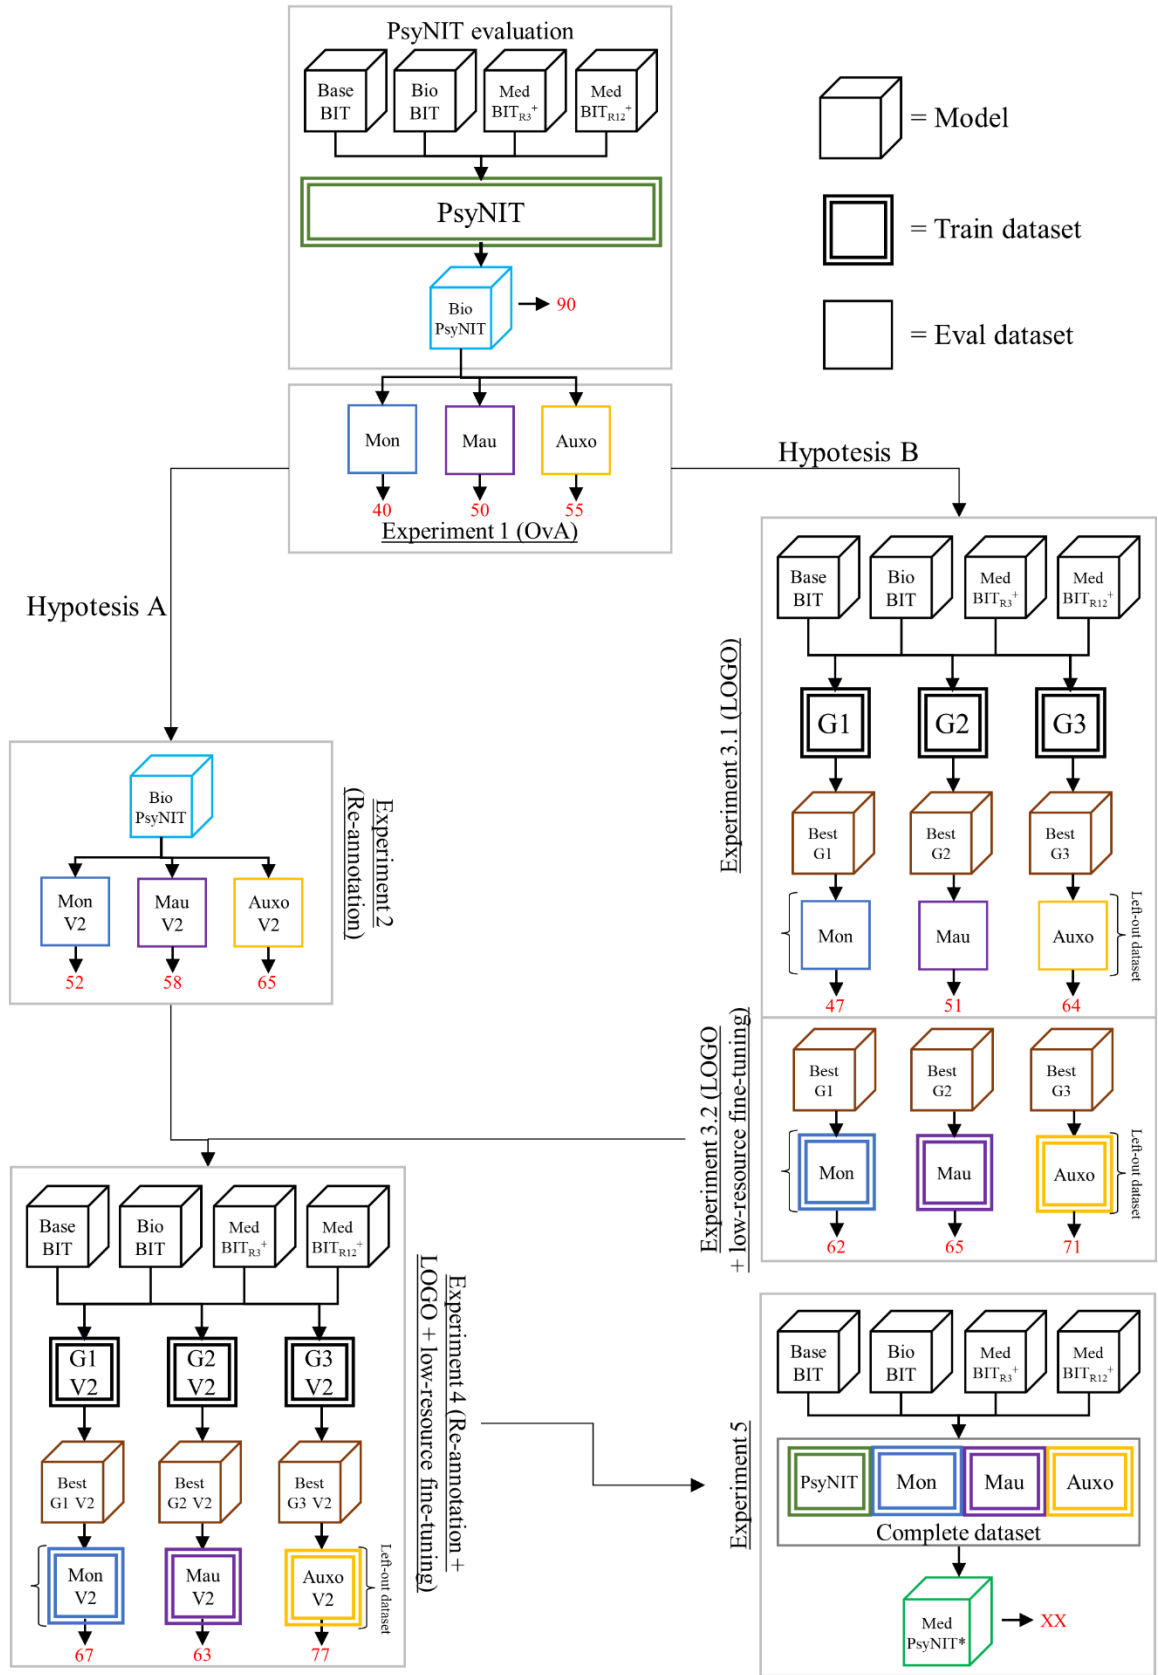 PsyNIT evaluation
Base
BIT
Bio
BIT
Med
BIT_R3⁺
Med
BIT_R12⁺
PsyNIT
Bio
PsyNIT
90
= Model
= Train dataset
= Eval dataset
Mon
Mau
Auxo
40
50
55
Experiment 1 (OvA)
Hypotesis A
Hypotesis B
Bio
PsyNIT
Mon
V2
Mau
V2
Auxo
V2
52
58
65
Experiment 2
(Re-annotation)
Base
BIT
Bio
BIT
Med
BIT_R3⁺
Med
BIT_R12⁺
G1
G2
G3
Best
G1
Best
G2
Best
G3
Mon
Mau
Auxo
Left-out dataset
47
51
64
Experiment 3.1 (LOGO)
Best
G1
Best
G2
Best
G3
Mon
Mau
Auxo
Left-out dataset
62
65
71
Experiment 3.2 (LOGO
+ low-resource fine-tuning)
Base
BIT
Bio
BIT
Med
BIT_R3⁺
Med
BIT_R12⁺
G1
V2
G2
V2
G3
V2
Best
G1 V2
Best
G2 V2
Best
G3 V2
Mon
V2
Mau
V2
Auxo
V2
Left-out dataset
67
63
77
Experiment 4 (Re-annotation +
LOGO + low-resource fine-tuning)
Base
BIT
Bio
BIT
Med
BIT_R3⁺
Med
BIT_R12⁺
PsyNIT
Mon
Mau
Auxo
Complete dataset
Med
PsyNIT*
XX
Experiment 5